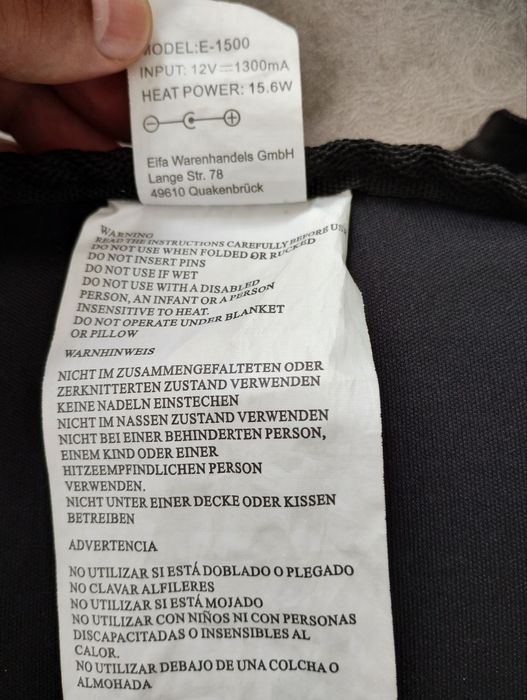 MODEL:E-1500
INPUT: 12V⎓1300mA
HEAT POWER: 15.6W
Elfa Warenhandels GmbH
Lange Str. 78
49610 Quakenbrück
WARNING
READ THE INSTRUCTIONS CAREFULLY BEFORE USE
DO NOT USE WHEN FOLDED OR RUCKED
DO NOT INSERT PINS
DO NOT USE IF WET
DO NOT USE WITH A DISABLED
PERSON, AN INFANT OR A PERSON
INSENSITIVE TO HEAT.
DO NOT OPERATE UNDER BLANKET
OR PILLOW
WARNHINWEIS
NICHT IM ZUSAMMENGEFALTETEN ODER
ZERKNITTERTEN ZUSTAND VERWENDEN
KEINE NADELN EINSTECHEN
NICHT IM NASSEN ZUSTAND VERWENDEN
NICHT BEI EINER BEHINDERTEN PERSON,
EINEM KIND ODER EINER
HITZEEMPFINDLICHEN PERSON
VERWENDEN.
NICHT UNTER EINER DECKE ODER KISSEN
BETREIBEN
ADVERTENCIA
NO UTILIZAR SI ESTÁ DOBLADO O PLEGADO
NO CLAVAR ALFILERES
NO UTILIZAR SI ESTÁ MOJADO
NO UTILIZAR CON NIÑOS NI CON PERSONAS
DISCAPACITADAS O INSENSIBLES AL
CALOR.
NO UTILIZAR DEBAJO DE UNA COLCHA O
ALMOHADA